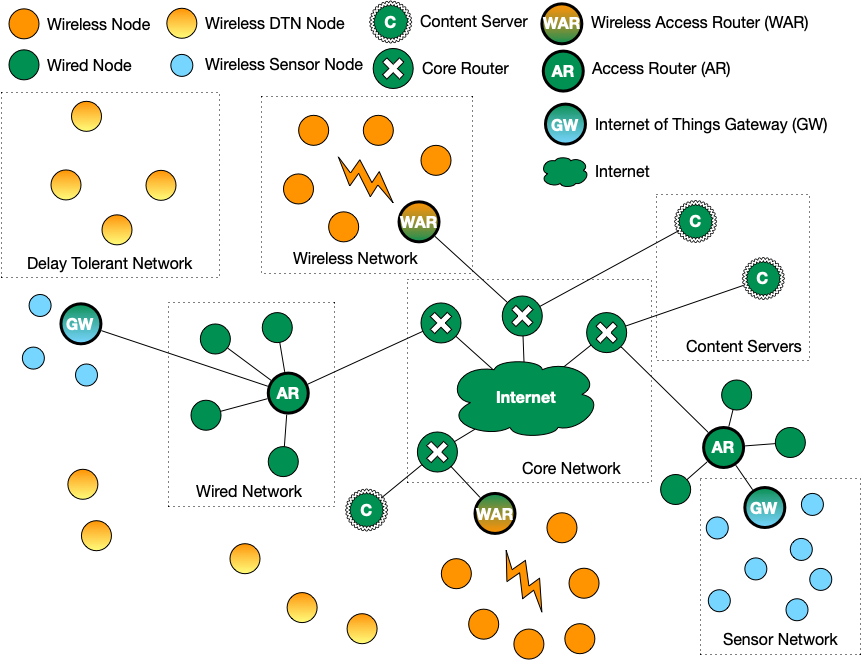 Wireless Node
Wireless DTN Node
C
Content Server
WAR
Wireless Access Router (WAR)
Wired Node
Wireless Sensor Node
Core Router
AR
Access Router (AR)
GW
Internet of Things Gateway (GW)
Internet
Delay Tolerant Network
WAR
Wireless Network
C
C
Content Servers
GW
AR
Wired Network
Internet
Core Network
C
WAR
AR
GW
Sensor Network